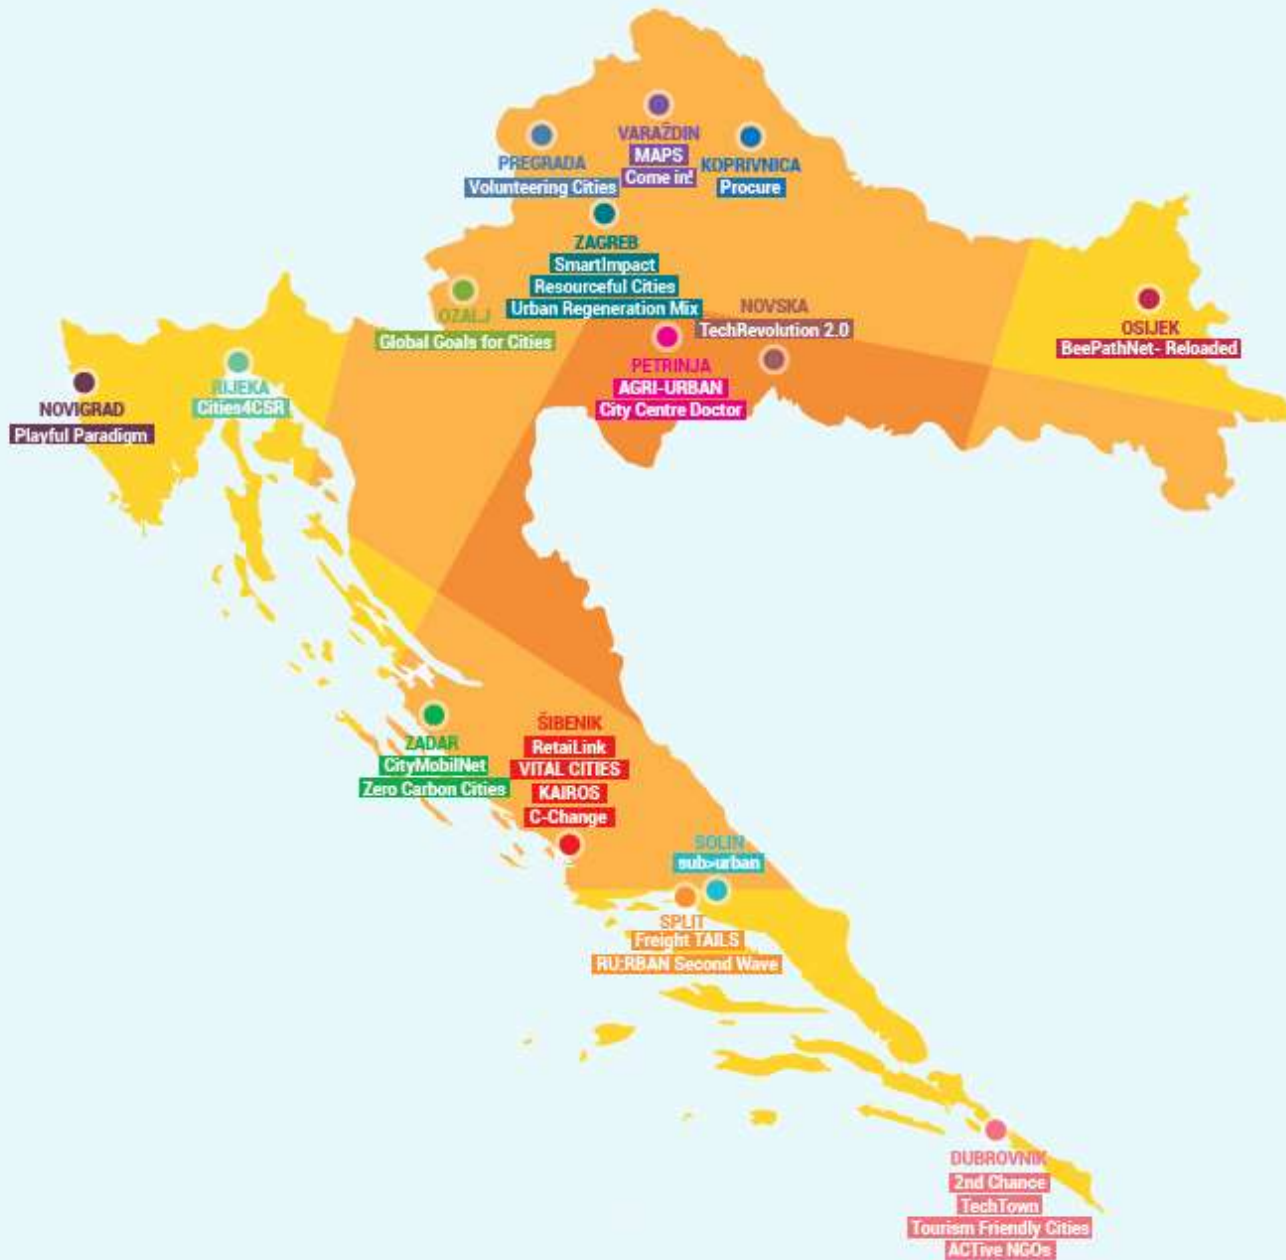 VARAŽDIN
MAPS
Come in!
PREGRADA
Volunteering Cities
KOPRIVNICA
Procure
ZAGREB
SmartImpact
Resourceful Cities
Urban Regeneration Mix
OZALJ
Global Goals for Cities
NOVSKA
TechRevolution 2.0
OSIJEK
BeePathNet- Reloaded
PETRINJA
AGRI-URBAN
City Centre Doctor
RIJEKA
Cities4CSR
NOVIGRAD
Playful Paradigm
ZADAR
CityMobilNet
Zero Carbon Cities
ŠIBENIK
RetaiLink
VITAL CITIES
KAIROS
C-Change
SOLIN
sub>urban
SPLIT
Freight TAILS
RU:RBAN Second Wave
DUBROVNIK
2nd Chance
TechTown
Tourism Friendly Cities
ACTive NGOs